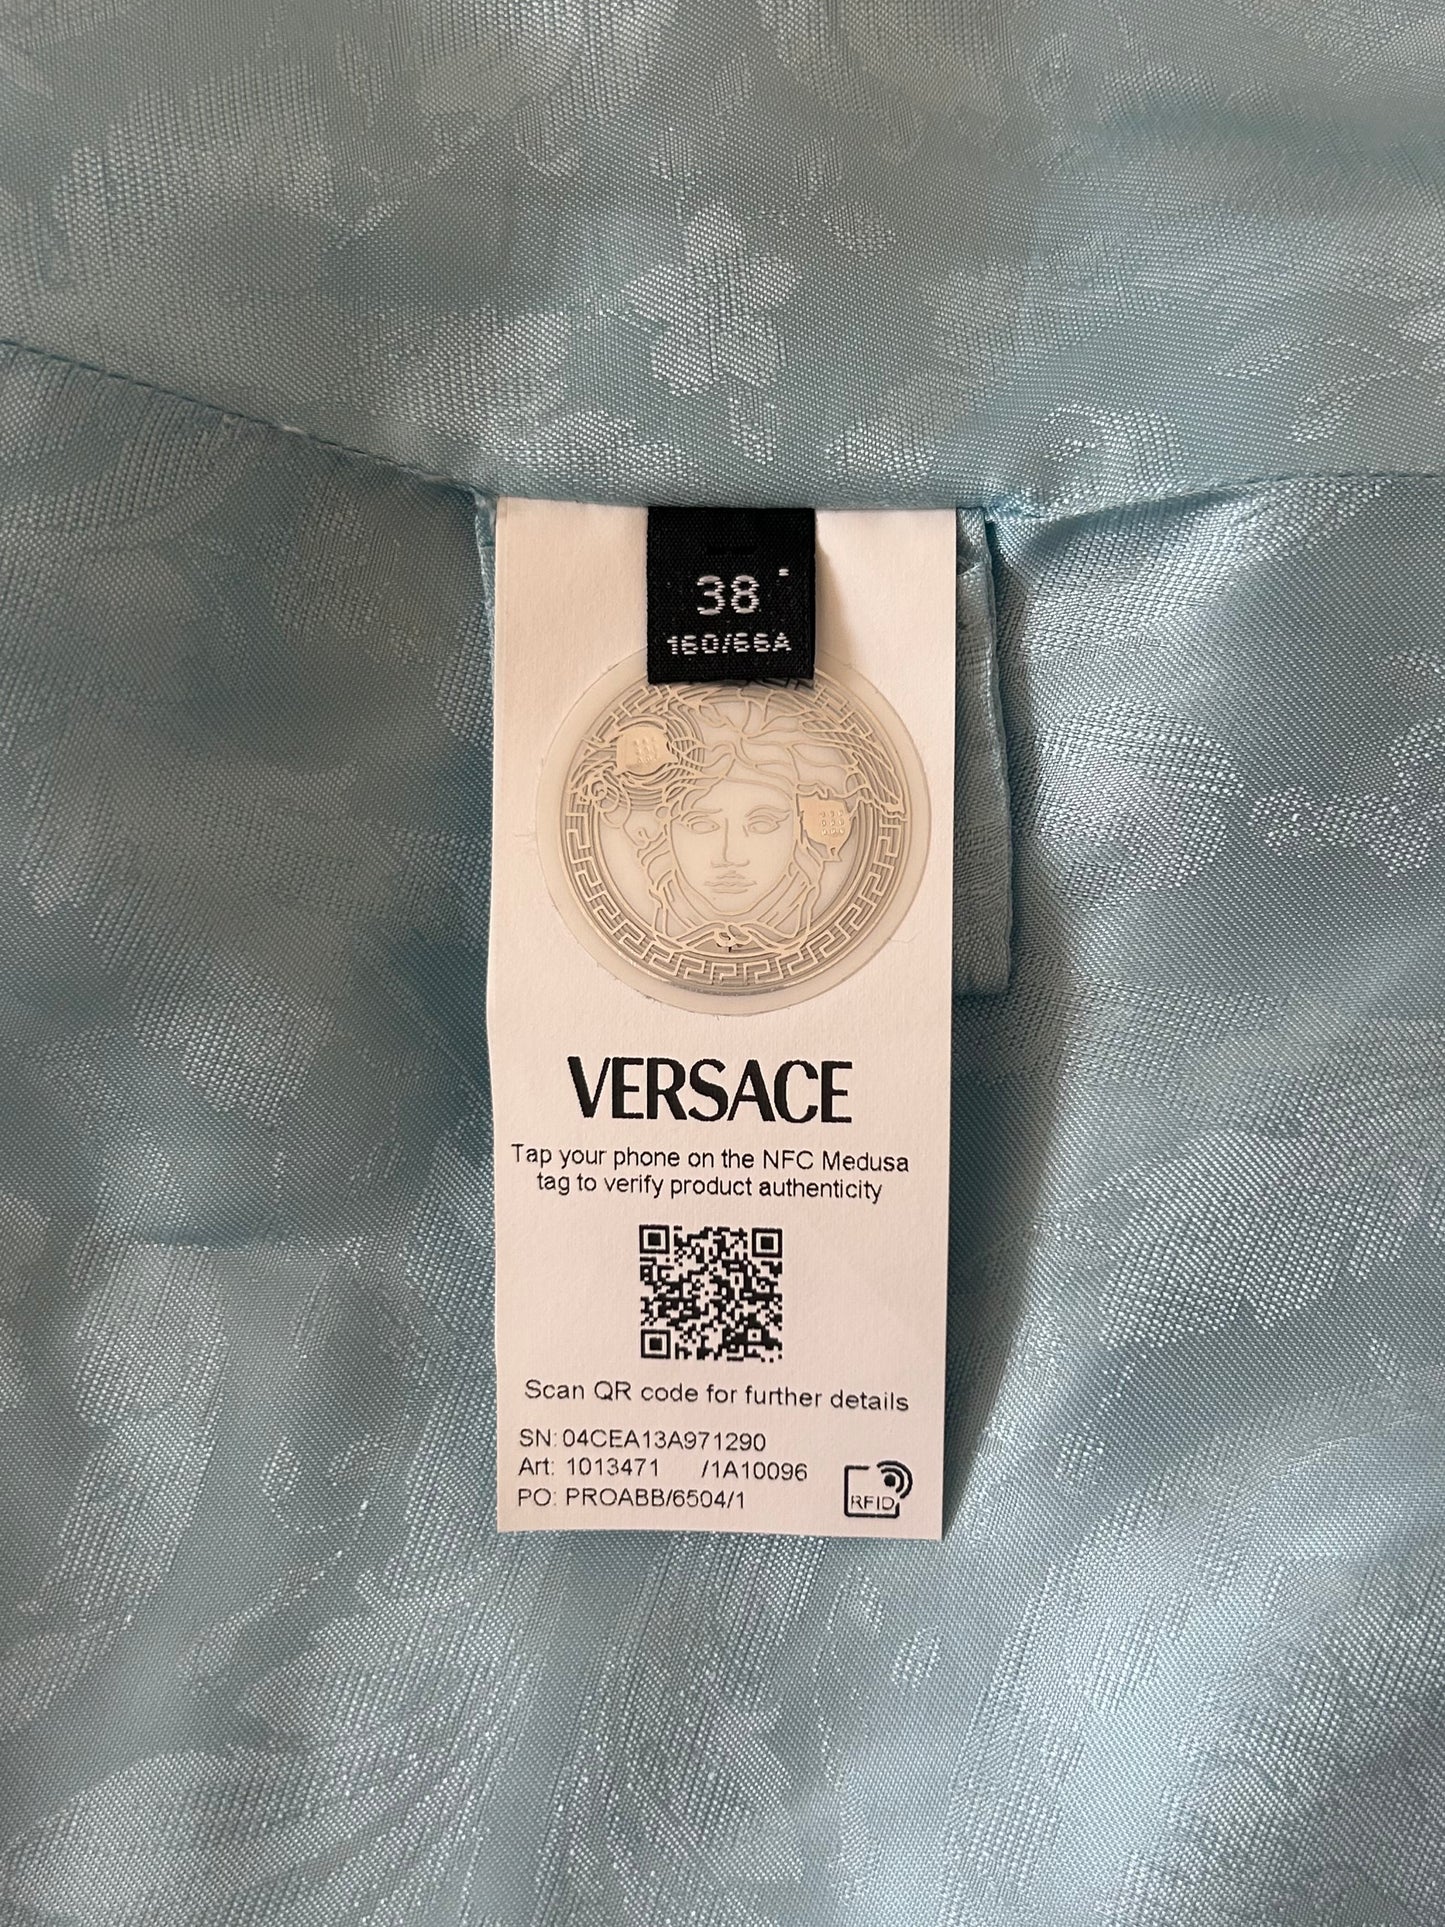 38
160/66A
VERSACE
Tap your phone on the NFC Medusa
tag to verify product authenticity
Scan QR code for further details
SN: 04CEA13A971290
Art: 1013471 /1A10096
PO: PROABB/6504/1
RFID